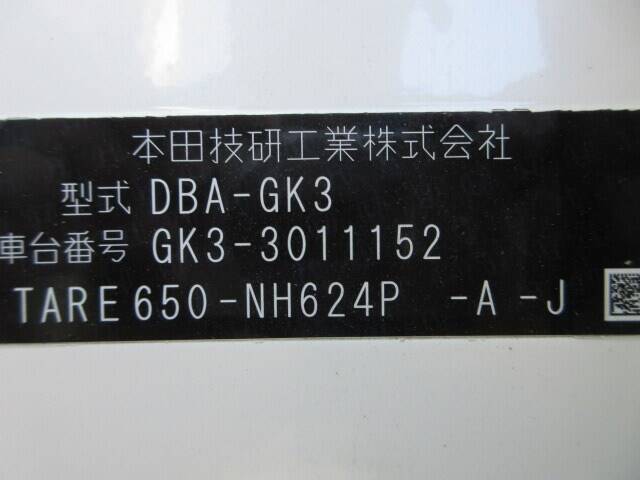 本田技研工業株式会社
型式 DBA-GK3
車台番号 GK3-3011152
TARE650-NH624P -A -J